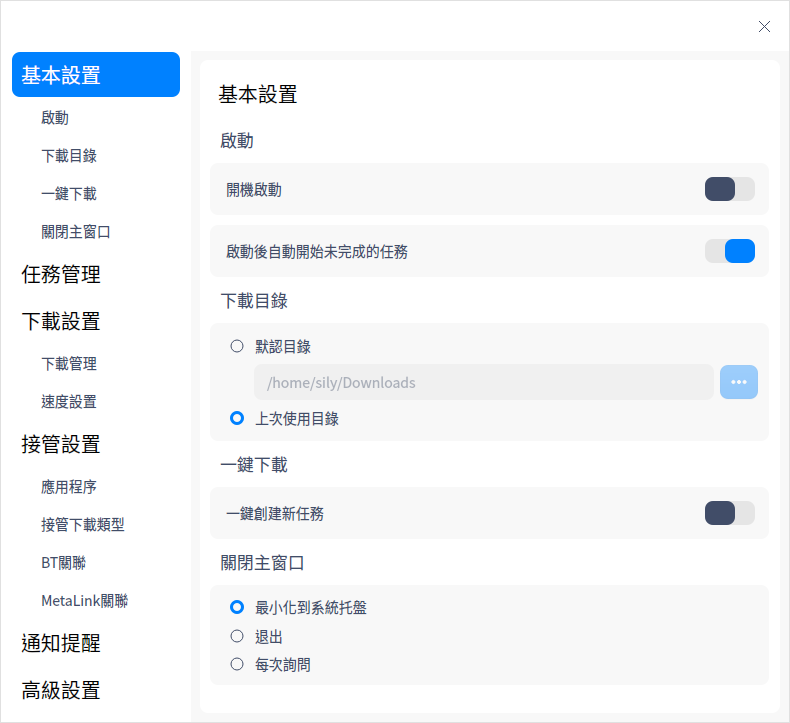 基本設置
啟動
下載目錄
一鍵下載
關閉主窗口
任務管理
下載設置
下載管理
速度設置
接管設置
應用程序
接管下載類型
BT關聯
MetaLink關聯
通知提醒
高級設置
基本設置
啟動
開機啟動
啟動後自動開始未完成的任務
下載目錄
默認目錄
/home/sily/Downloads
上次使用目錄
一鍵下載
一鍵創建新任務
關閉主窗口
最小化到系統托盤
退出
每次詢問